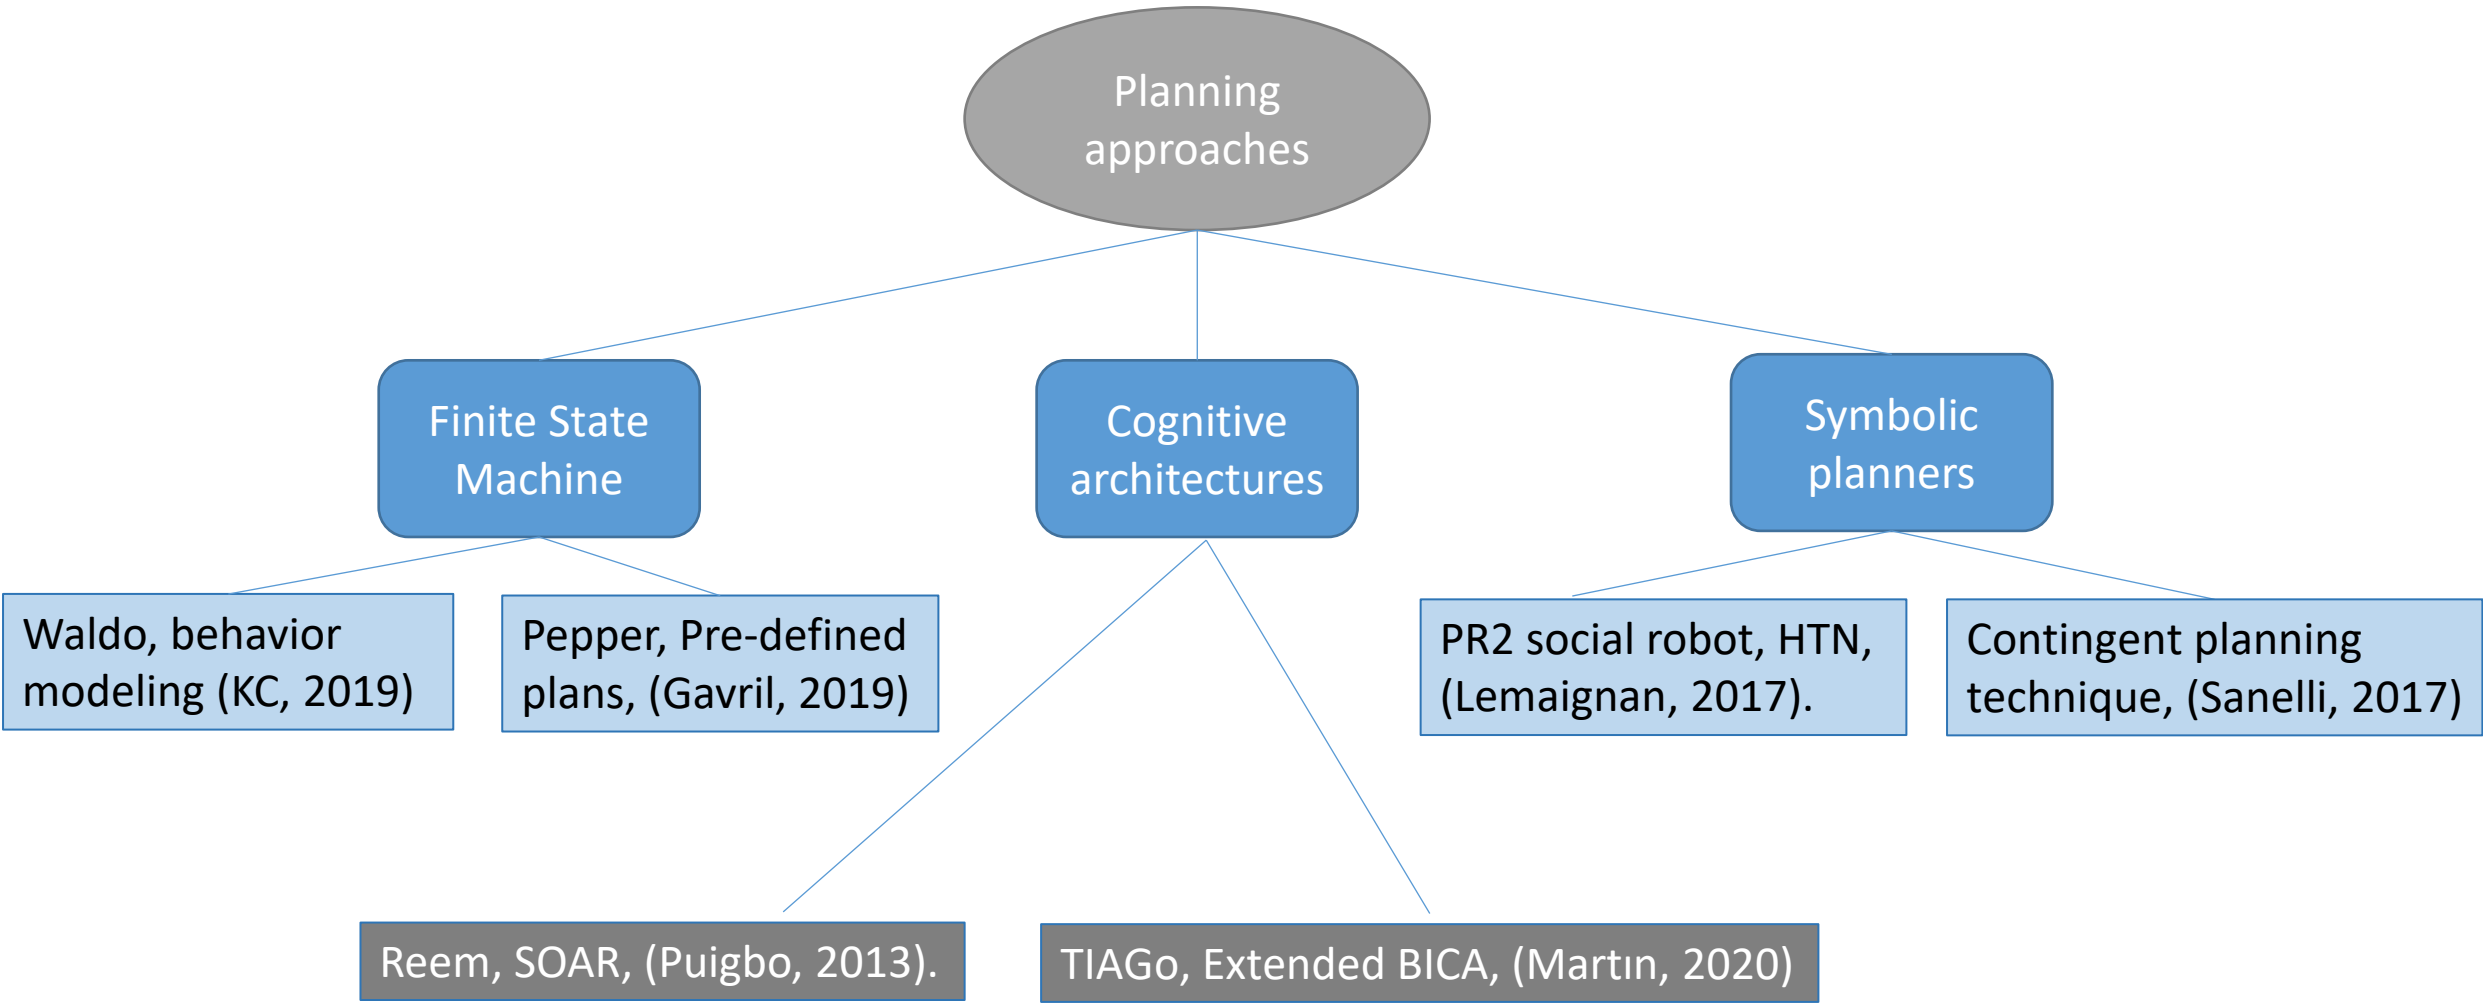 Planning
approaches
Finite State
Machine
Cognitive
architectures
Symbolic
planners
Waldo, behavior
modeling (KC, 2019)
Pepper, Pre-defined
plans, (Gavril, 2019)
PR2 social robot, HTN,
(Lemaignan, 2017).
Contingent planning
technique, (Sanelli, 2017)
Reem, SOAR, (Puigbo, 2013).
TIAGo, Extended BICA, (Martın, 2020)